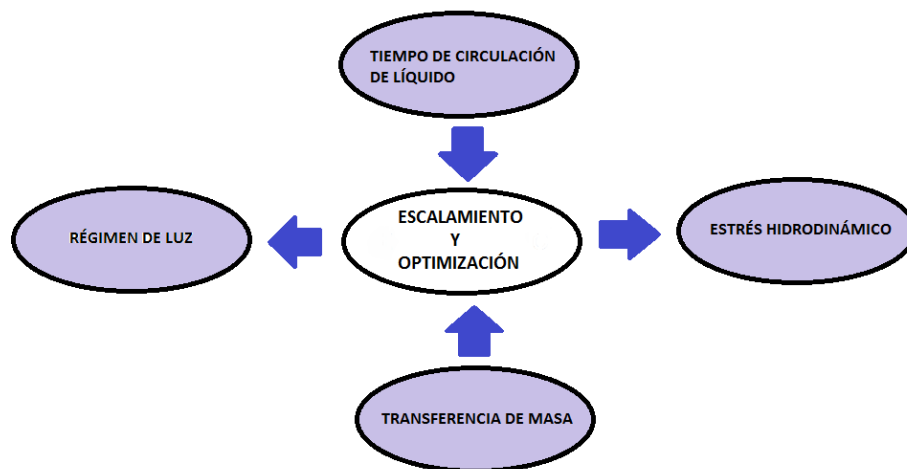 TIEMPO DE CIRCULACIÓN
DE LÍQUIDO
RÉGIMEN DE LUZ
ESCALAMIENTO
Y
OPTIMIZACIÓN
ESTRÉS HIDRODINÁMICO
TRANSFERENCIA DE MASA